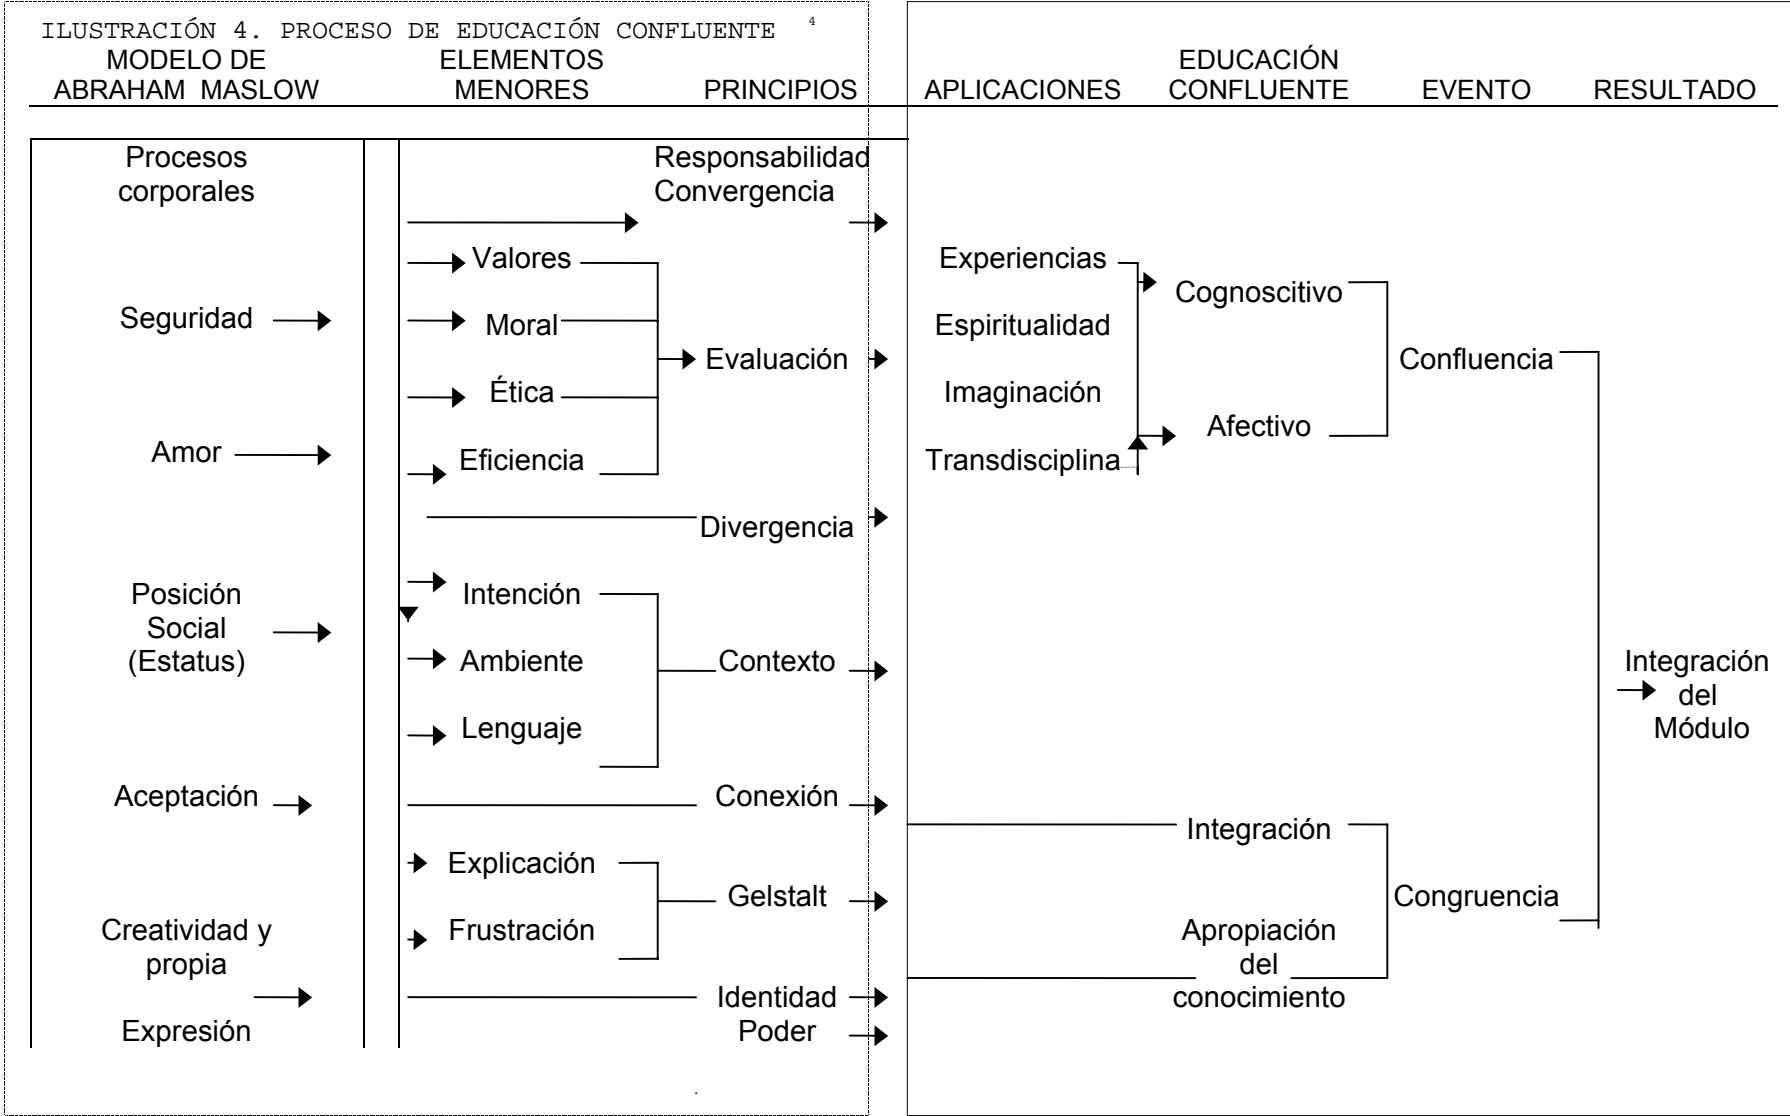 ILUSTRACIÓN 4. PROCESO DE EDUCACIÓN CONFLUENTE 4
MODELO DE
ABRAHAM MASLOW
ELEMENTOS
MENORES
PRINCIPIOS
APLICACIONES
EDUCACIÓN
CONFLUENTE
EVENTO
RESULTADO
Procesos
corporales
Seguridad
Amor
Posición
Social
(Estatus)
Aceptación
Creatividad y
propia
Expresión
Valores
Moral
Ética
Eficiencia
Intención
Ambiente
Lenguaje
Explicación
Frustración
Responsabilidad
Convergencia
Evaluación
Divergencia
Contexto
Conexión
Gelstalt
Identidad
Poder
Experiencias
Espiritualidad
Imaginación
Transdisciplina
Cognoscitivo
Afectivo
Integración
Apropiación
del
conocimiento
Confluencia
Congruencia
Integración
del
Módulo